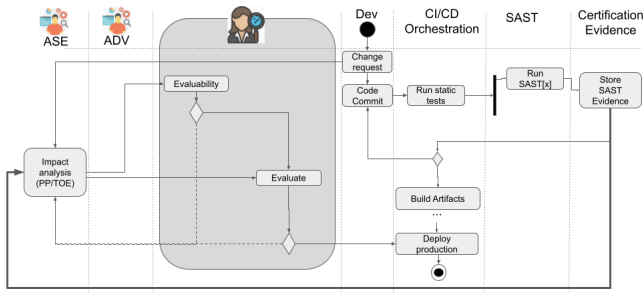 ASE
ADV
Dev
CI/CD
Orchestration
SAST
Certification
Evidence
Change
request
Evaluability
Code
Commit
Run static
tests
Run
SAST[x]
Store
SAST
Evidence
Impact
analysis
(PP/TOE)
Evaluate
Build Artifacts
...
Deploy
production